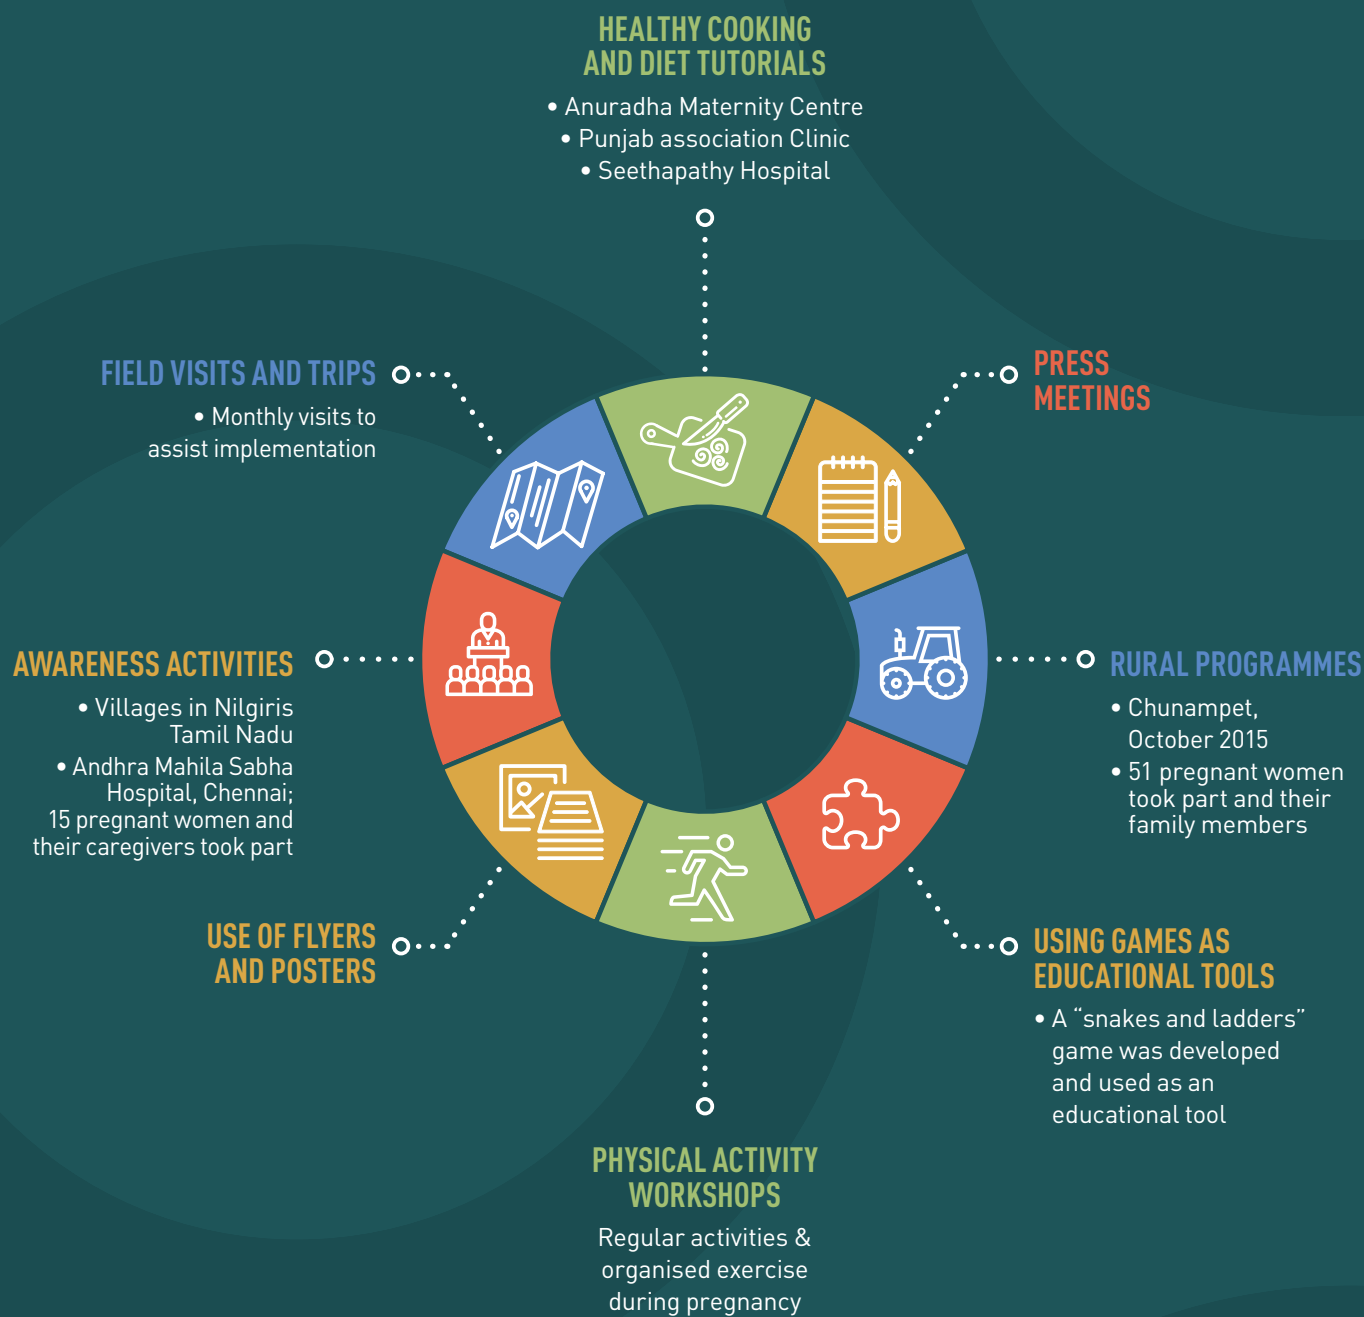 HEALTHY COOKING
AND DIET TUTORIALS
• Anuradha Maternity Centre
• Punjab association Clinic
• Seethapathy Hospital
PRESS
MEETINGS
RURAL PROGRAMMES
• Chunampet,
October 2015
• 51 pregnant women
took part and their
family members
USING GAMES AS
EDUCATIONAL TOOLS
• A “snakes and ladders”
game was developed
and used as an
educational tool
PHYSICAL ACTIVITY
WORKSHOPS
Regular activities &
organised exercise
during pregnancy
USE OF FLYERS
AND POSTERS
AWARENESS ACTIVITIES
• Villages in Nilgiris
Tamil Nadu
• Andhra Mahila Sabha
Hospital, Chennai;
15 pregnant women and
their caregivers took part
FIELD VISITS AND TRIPS
• Monthly visits to
assist implementation